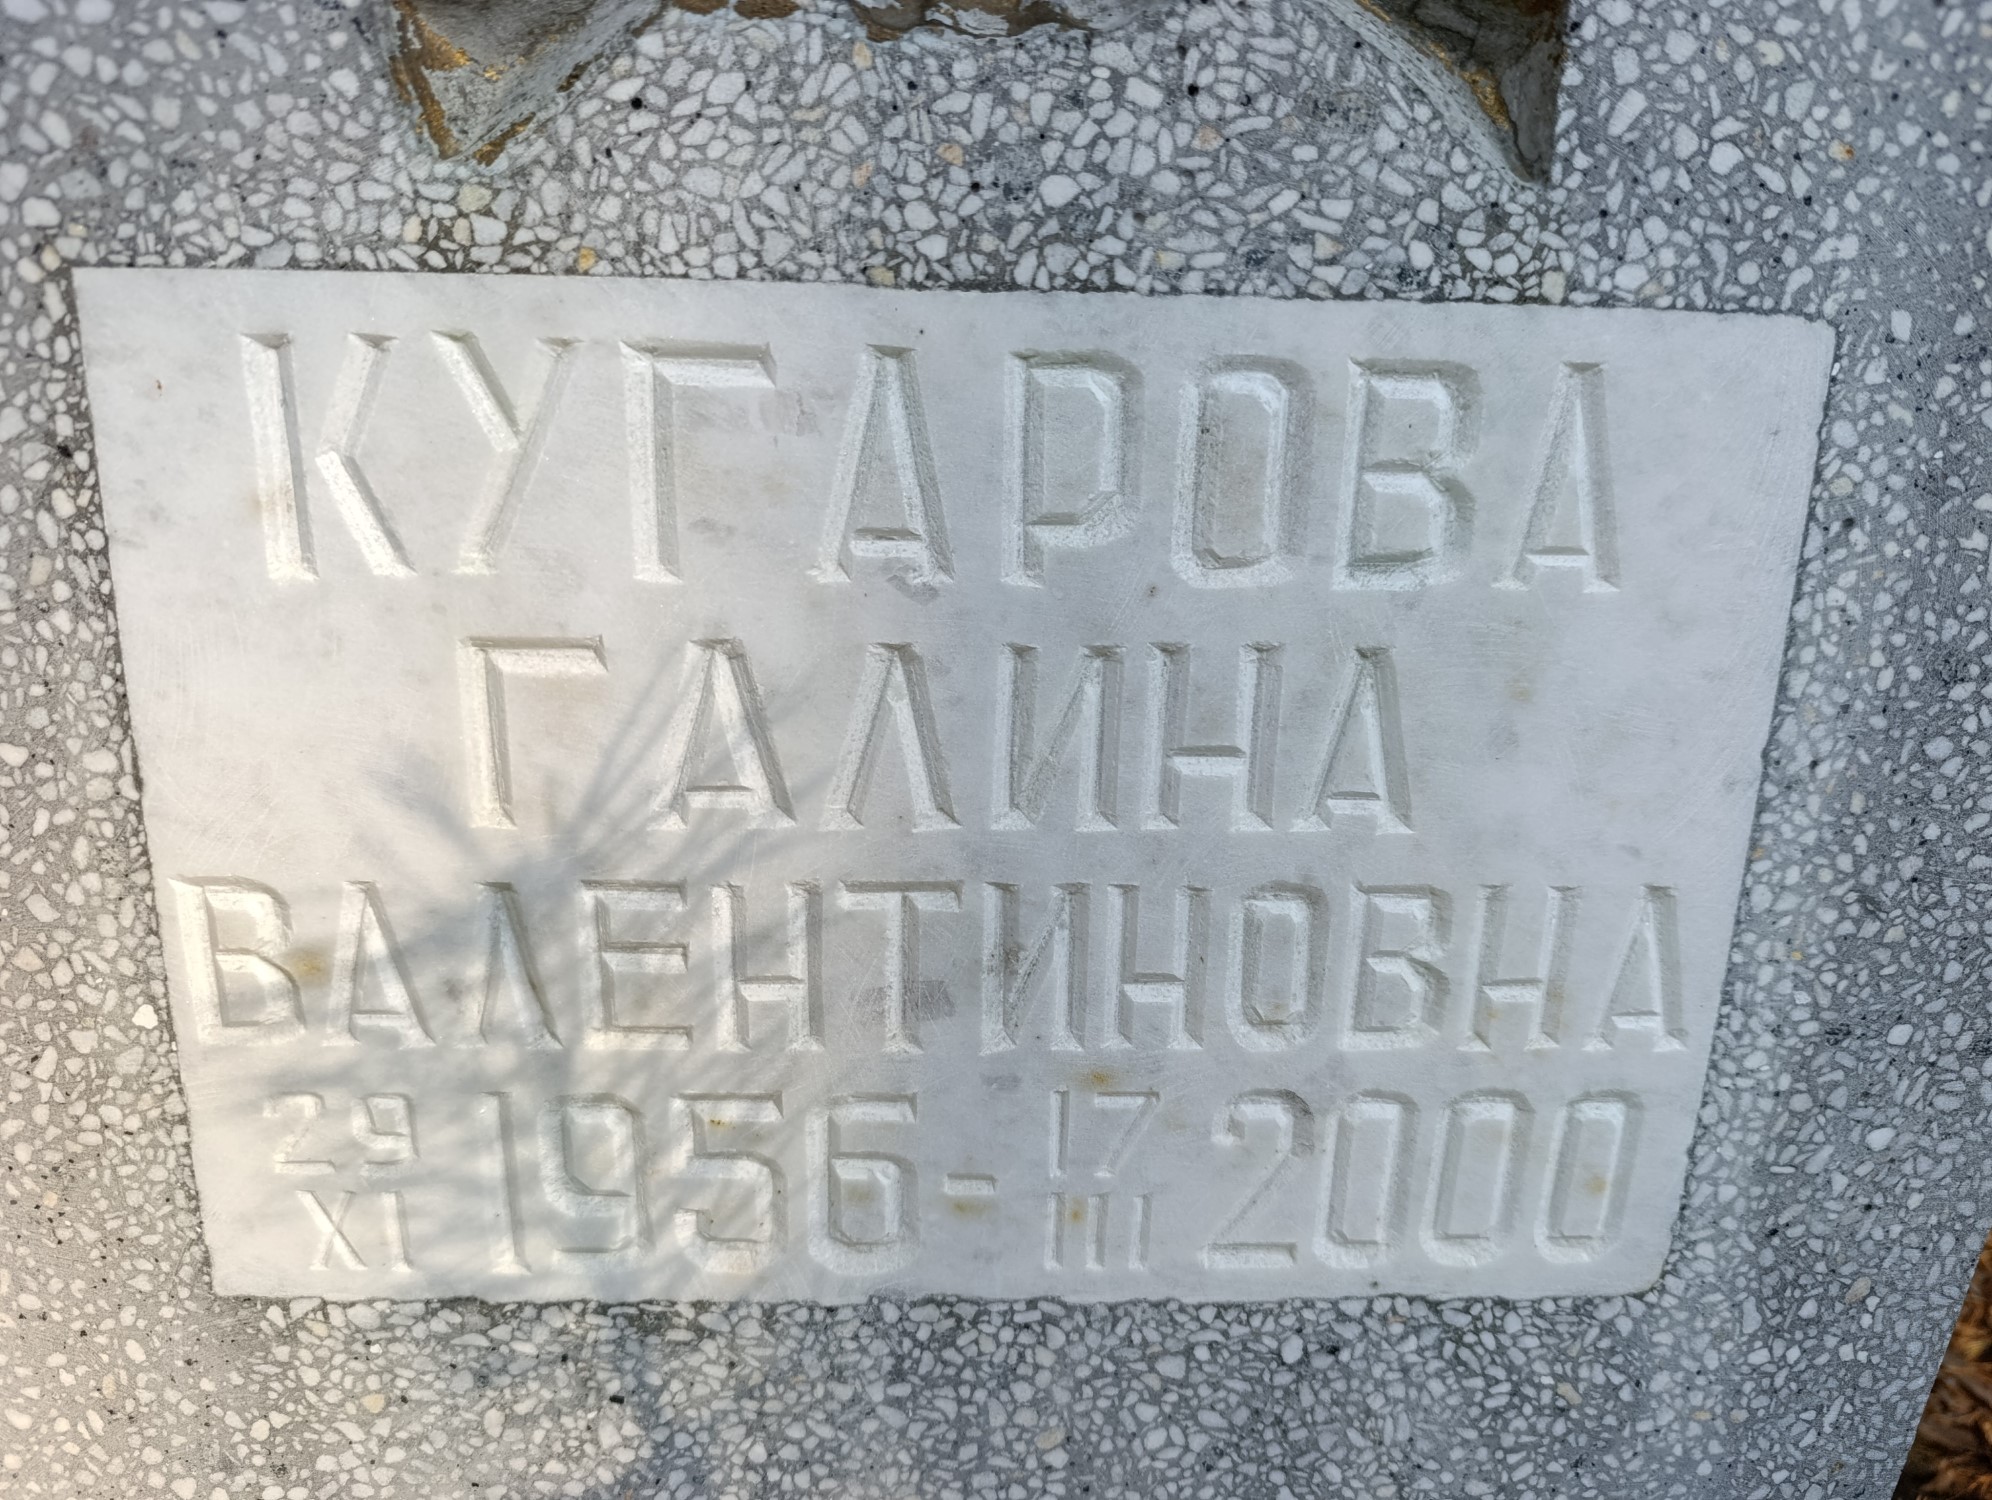 КУГАРОВА
ГАЛИНА
ВАЛЕНТИНОВНА
29 XI 1956 - 17 III 2000